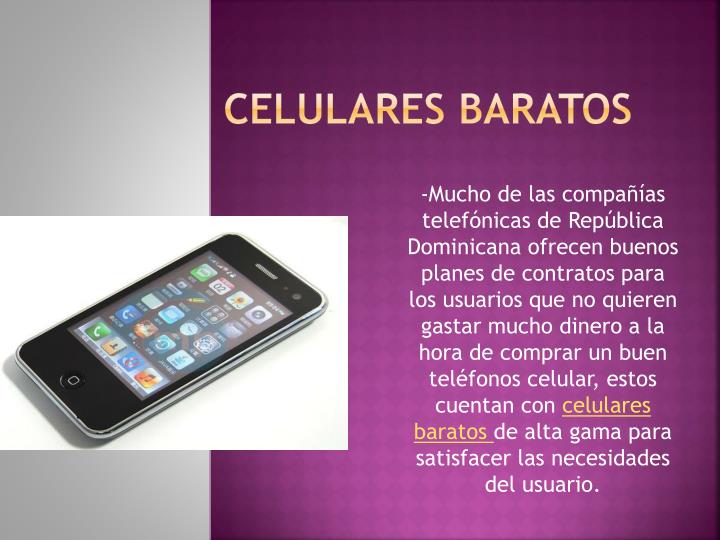 CELULARES BARATOS
-Mucho de las compañías
telefónicas de República
Dominicana ofrecen buenos
planes de contratos para
los usuarios que no quieren
gastar mucho dinero a la
hora de comprar un buen
teléfonos celular, estos
cuentan con celulares
baratos de alta gama para
satisfacer las necesidades
del usuario.